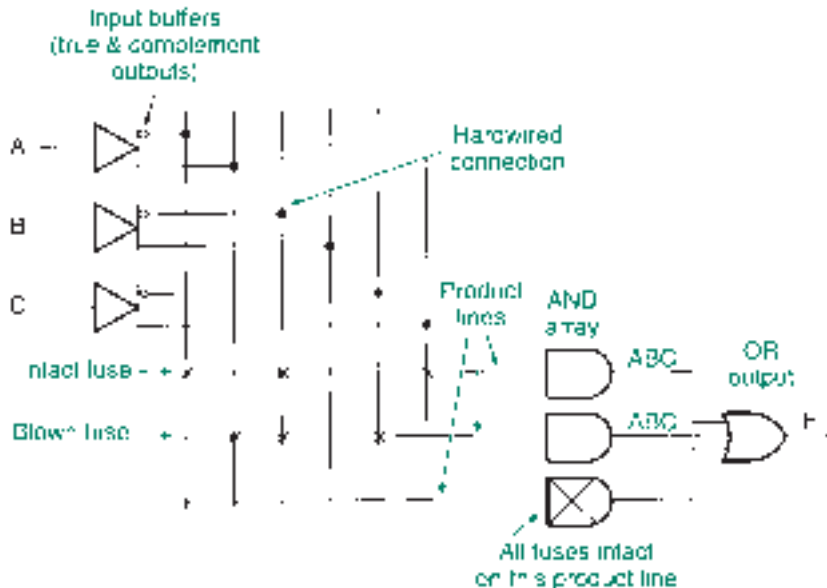 Input buffers
(true & complement
outputs)
A
Hardwired
connection
B
C
Product
lines
AND
array
Intact fuse
ABC
OR
output
Blown fuse
ABC
F
All fuses intact
on this product line